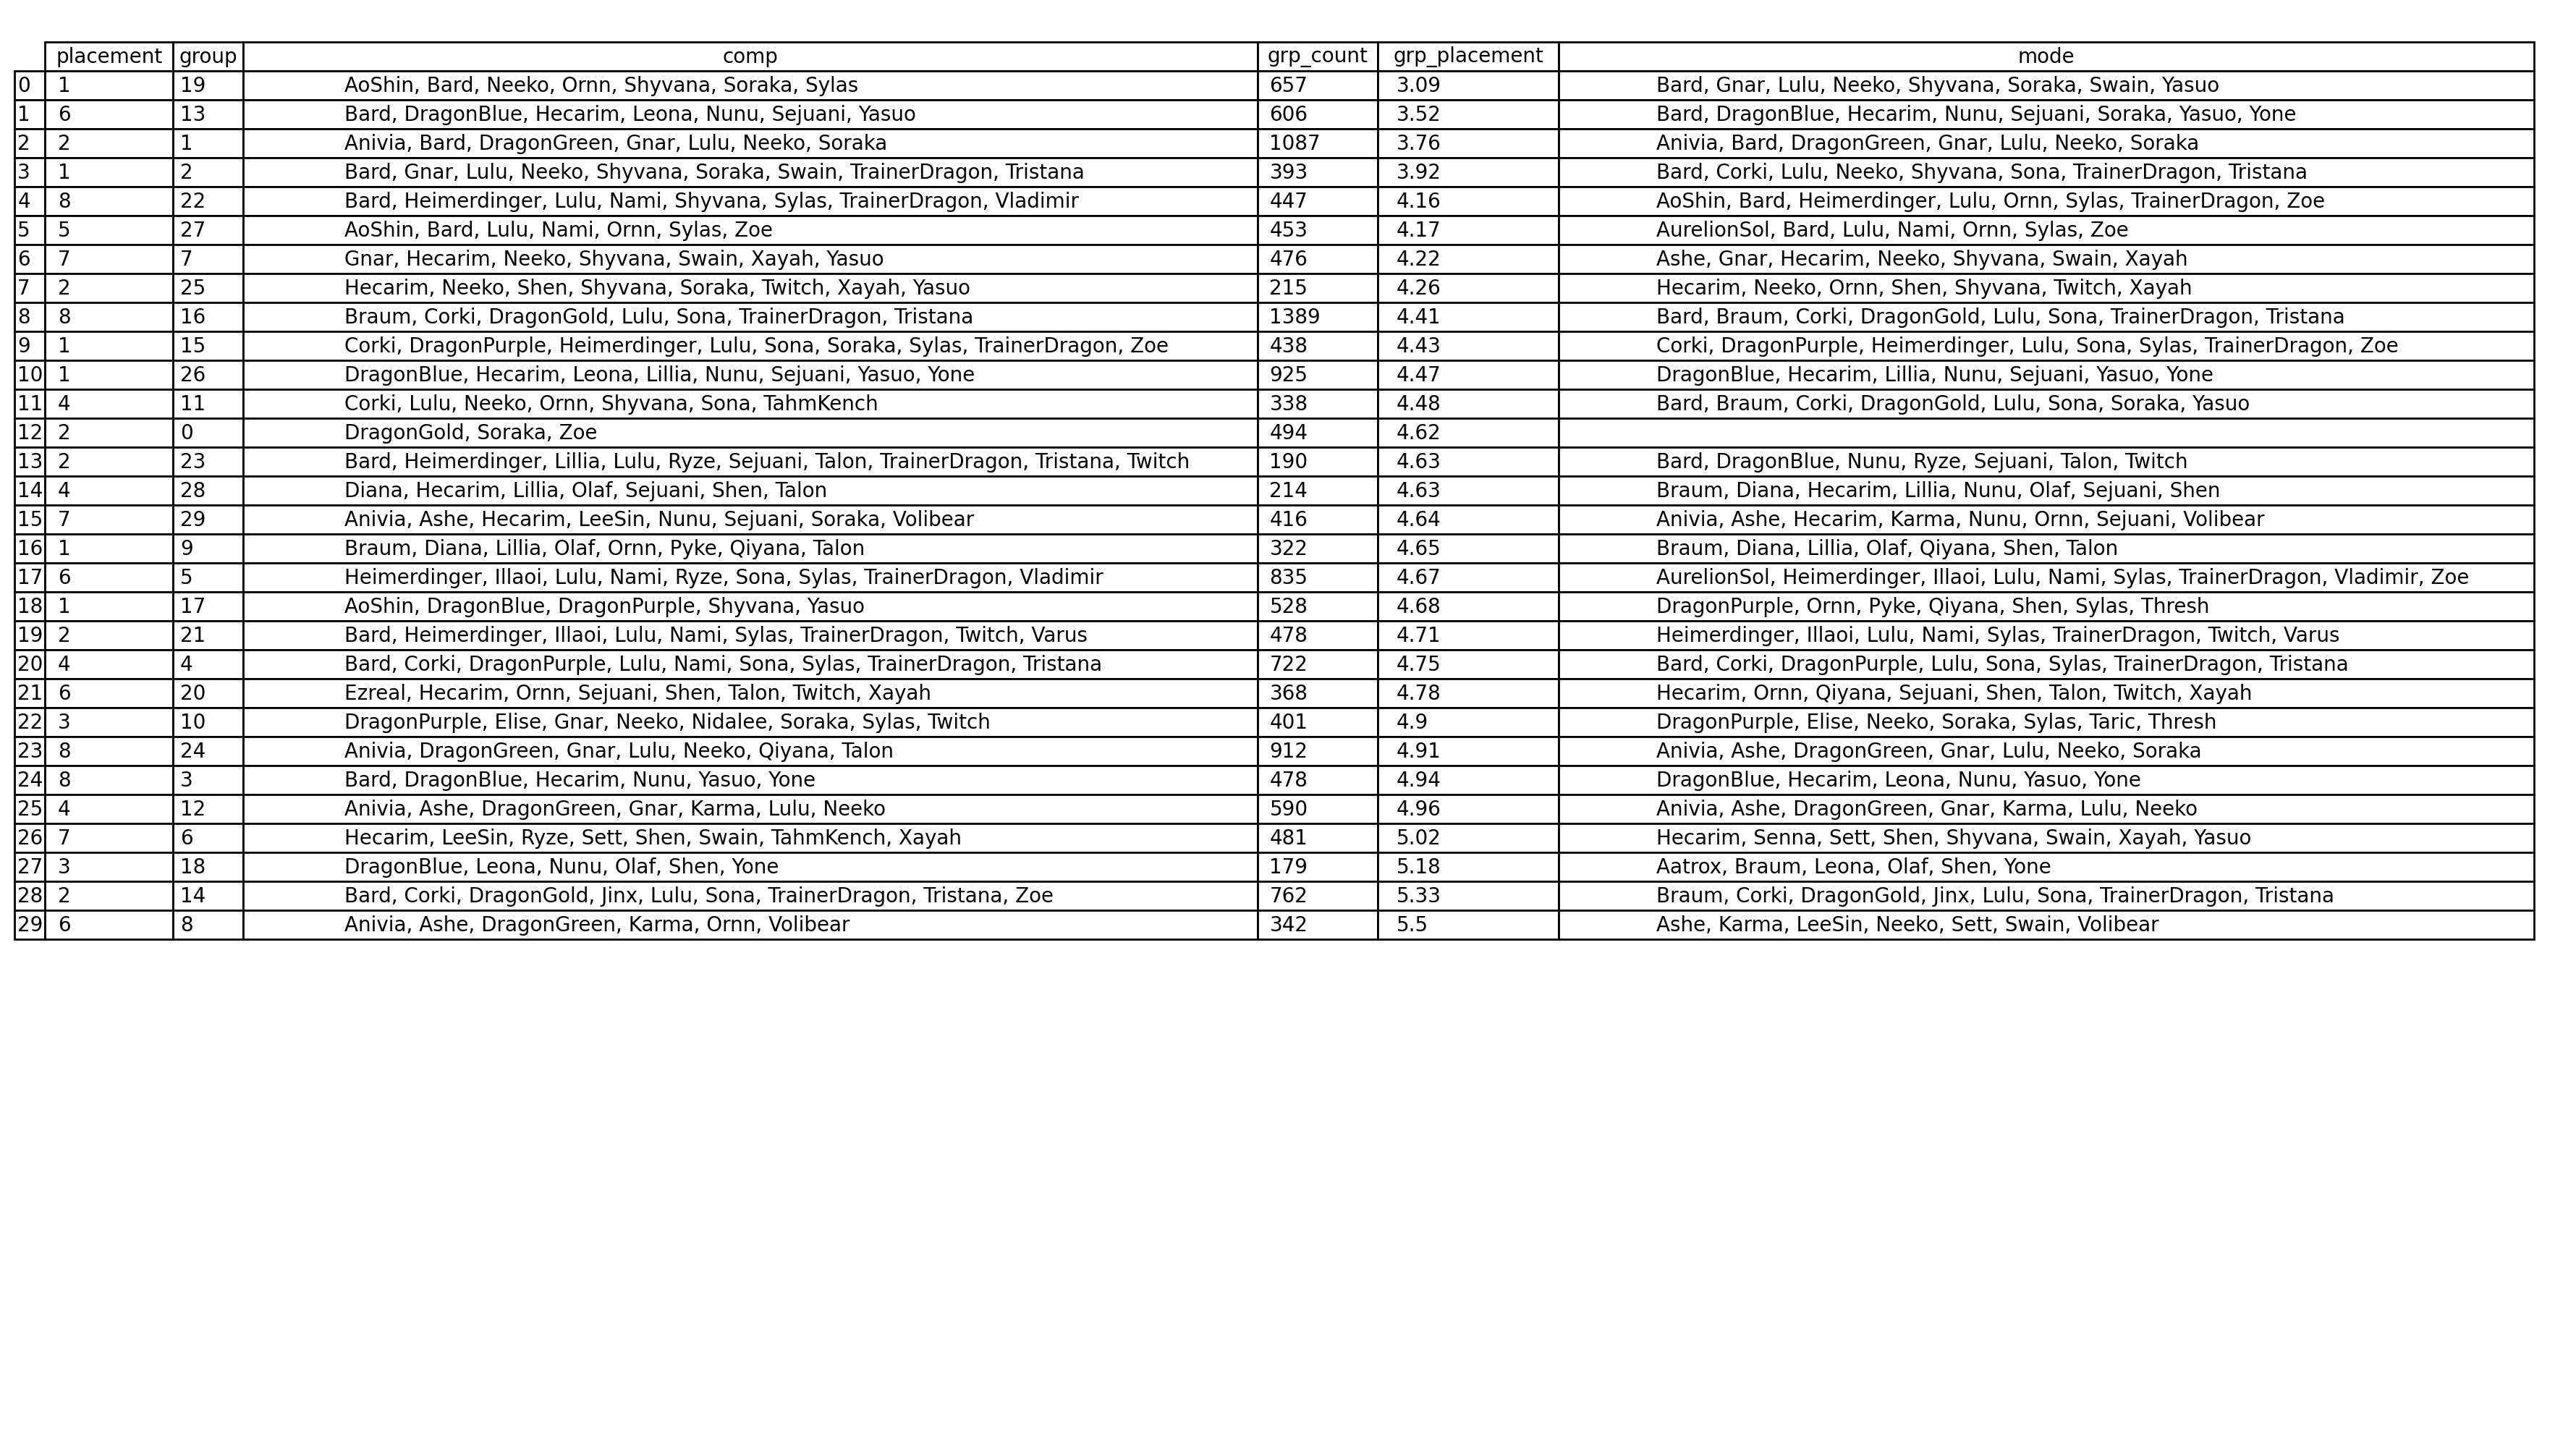 placement group comp grp_count grp_placement mode
0 1 19 AoShin, Bard, Neeko, Ornn, Shyvana, Soraka, Sylas 657 3.09 Bard, Gnar, Lulu, Neeko, Shyvana, Soraka, Swain, Yasuo
1 6 13 Bard, DragonBlue, Hecarim, Leona, Nunu, Sejuani, Yasuo 606 3.52 Bard, DragonBlue, Hecarim, Nunu, Sejuani, Soraka, Yasuo, Yone
2 2 1 Anivia, Bard, DragonGreen, Gnar, Lulu, Neeko, Soraka 1087 3.76 Anivia, Bard, DragonGreen, Gnar, Lulu, Neeko, Soraka
3 1 2 Bard, Gnar, Lulu, Neeko, Shyvana, Soraka, Swain, TrainerDragon, Tristana 393 3.92 Bard, Corki, Lulu, Neeko, Shyvana, Sona, TrainerDragon, Tristana
4 8 22 Bard, Heimerdinger, Lulu, Nami, Shyvana, Sylas, TrainerDragon, Vladimir 447 4.16 AoShin, Bard, Heimerdinger, Lulu, Ornn, Sylas, TrainerDragon, Zoe
5 5 27 AoShin, Bard, Lulu, Nami, Ornn, Sylas, Zoe 453 4.17 AurelionSol, Bard, Lulu, Nami, Ornn, Sylas, Zoe
6 7 7 Gnar, Hecarim, Neeko, Shyvana, Swain, Xayah, Yasuo 476 4.22 Ashe, Gnar, Hecarim, Neeko, Shyvana, Swain, Xayah
7 2 25 Hecarim, Neeko, Shen, Shyvana, Soraka, Twitch, Xayah, Yasuo 215 4.26 Hecarim, Neeko, Ornn, Shen, Shyvana, Twitch, Xayah
8 8 16 Braum, Corki, DragonGold, Lulu, Sona, TrainerDragon, Tristana 1389 4.41 Bard, Braum, Corki, DragonGold, Lulu, Sona, TrainerDragon, Tristana
9 1 15 Corki, DragonPurple, Heimerdinger, Lulu, Sona, Soraka, Sylas, TrainerDragon, Zoe 438 4.43 Corki, DragonPurple, Heimerdinger, Lulu, Sona, Sylas, TrainerDragon, Zoe
10 1 26 DragonBlue, Hecarim, Leona, Lillia, Nunu, Sejuani, Yasuo, Yone 925 4.47 DragonBlue, Hecarim, Lillia, Nunu, Sejuani, Yasuo, Yone
11 4 11 Corki, Lulu, Neeko, Ornn, Shyvana, Sona, TahmKench 338 4.48 Bard, Braum, Corki, DragonGold, Lulu, Sona, Soraka, Yasuo
12 2 0 DragonGold, Soraka, Zoe 494 4.62
13 2 23 Bard, Heimerdinger, Lillia, Lulu, Ryze, Sejuani, Talon, TrainerDragon, Tristana, Twitch 190 4.63 Bard, DragonBlue, Nunu, Ryze, Sejuani, Talon, Twitch
14 4 28 Diana, Hecarim, Lillia, Olaf, Sejuani, Shen, Talon 214 4.63 Braum, Diana, Hecarim, Lillia, Nunu, Olaf, Sejuani, Shen
15 7 29 Anivia, Ashe, Hecarim, LeeSin, Nunu, Sejuani, Soraka, Volibear 416 4.64 Anivia, Ashe, Hecarim, Karma, Nunu, Ornn, Sejuani, Volibear
16 1 9 Braum, Diana, Lillia, Olaf, Ornn, Pyke, Qiyana, Talon 322 4.65 Braum, Diana, Lillia, Olaf, Qiyana, Shen, Talon
17 6 5 Heimerdinger, Illaoi, Lulu, Nami, Ryze, Sona, Sylas, TrainerDragon, Vladimir 835 4.67 AurelionSol, Heimerdinger, Illaoi, Lulu, Nami, Sylas, TrainerDragon, Vladimir, Zoe
18 1 17 AoShin, DragonBlue, DragonPurple, Shyvana, Yasuo 528 4.68 DragonPurple, Ornn, Pyke, Qiyana, Shen, Sylas, Thresh
19 2 21 Bard, Heimerdinger, Illaoi, Lulu, Nami, Sylas, TrainerDragon, Twitch, Varus 478 4.71 Heimerdinger, Illaoi, Lulu, Nami, Sylas, TrainerDragon, Twitch, Varus
20 4 4 Bard, Corki, DragonPurple, Lulu, Nami, Sona, Sylas, TrainerDragon, Tristana 722 4.75 Bard, Corki, DragonPurple, Lulu, Sona, Sylas, TrainerDragon, Tristana
21 6 20 Ezreal, Hecarim, Ornn, Sejuani, Shen, Talon, Twitch, Xayah 368 4.78 Hecarim, Ornn, Qiyana, Sejuani, Shen, Talon, Twitch, Xayah
22 3 10 DragonPurple, Elise, Gnar, Neeko, Nidalee, Soraka, Sylas, Twitch 401 4.9 DragonPurple, Elise, Neeko, Soraka, Sylas, Taric, Thresh
23 8 24 Anivia, DragonGreen, Gnar, Lulu, Neeko, Qiyana, Talon 912 4.91 Anivia, Ashe, DragonGreen, Gnar, Lulu, Neeko, Soraka
24 8 3 Bard, DragonBlue, Hecarim, Nunu, Yasuo, Yone 478 4.94 DragonBlue, Hecarim, Leona, Nunu, Yasuo, Yone
25 4 12 Anivia, Ashe, DragonGreen, Gnar, Karma, Lulu, Neeko 590 4.96 Anivia, Ashe, DragonGreen, Gnar, Karma, Lulu, Neeko
26 7 6 Hecarim, LeeSin, Ryze, Sett, Shen, Swain, TahmKench, Xayah 481 5.02 Hecarim, Senna, Sett, Shen, Shyvana, Swain, Xayah, Yasuo
27 3 18 DragonBlue, Leona, Nunu, Olaf, Shen, Yone 179 5.18 Aatrox, Braum, Leona, Olaf, Shen, Yone
28 2 14 Bard, Corki, DragonGold, Jinx, Lulu, Sona, TrainerDragon, Tristana, Zoe 762 5.33 Braum, Corki, DragonGold, Jinx, Lulu, Sona, TrainerDragon, Tristana
29 6 8 Anivia, Ashe, DragonGreen, Karma, Ornn, Volibear 342 5.5 Ashe, Karma, LeeSin, Neeko, Sett, Swain, Volibear